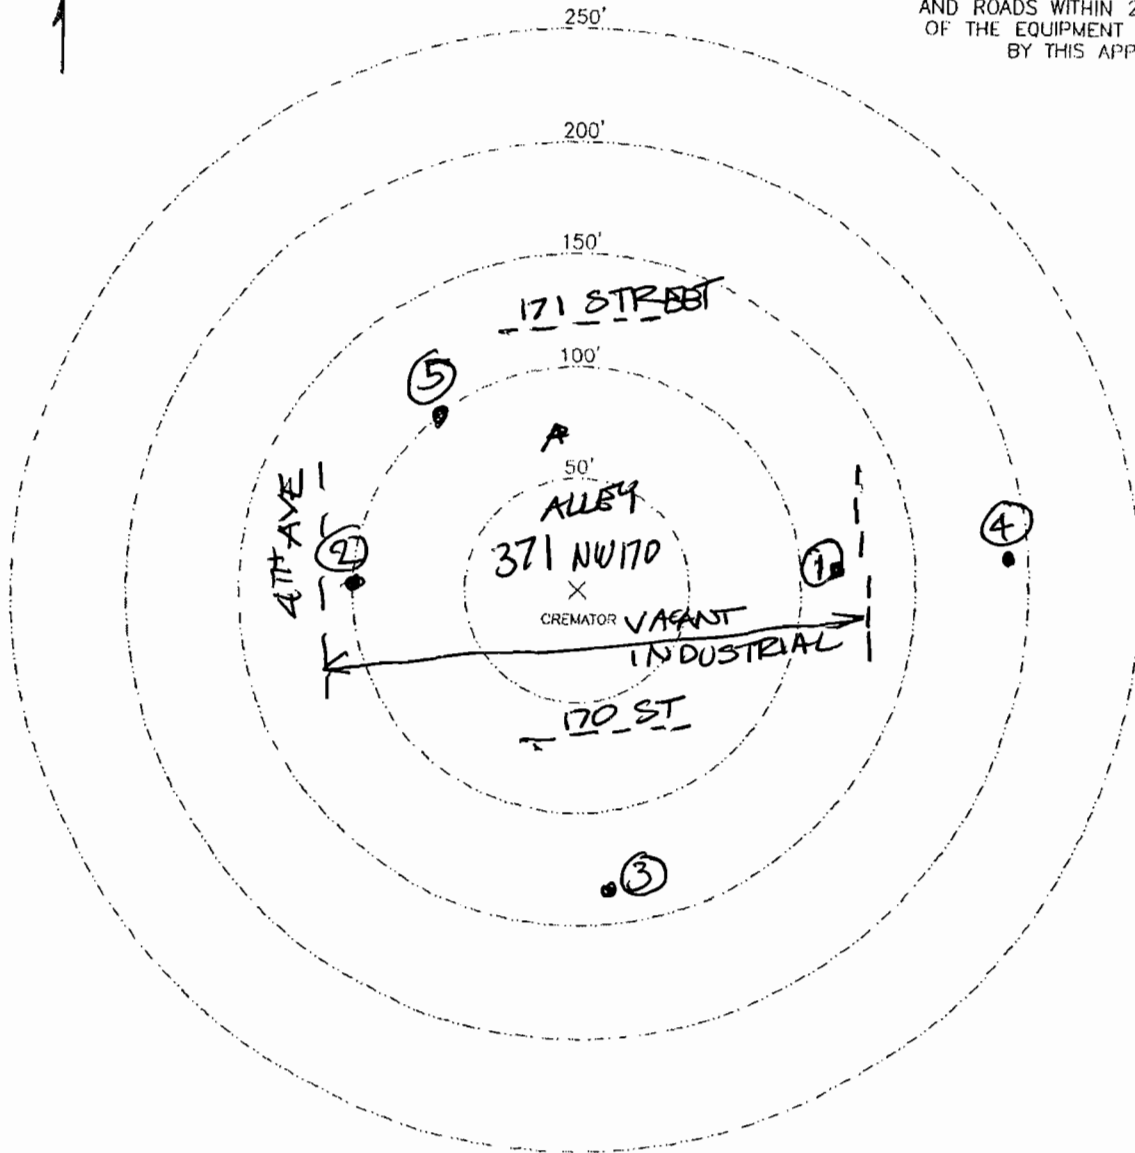 AND ROADS WITHIN 2
OF THE EQUIPMENT
BY THIS APP
250'
200'
150'
171 STREET
100'
5
50'
ALLEY
4TH AVE
2
371 NW170
1
4
CREMATOR VACANT
INDUSTRIAL
170 ST
3